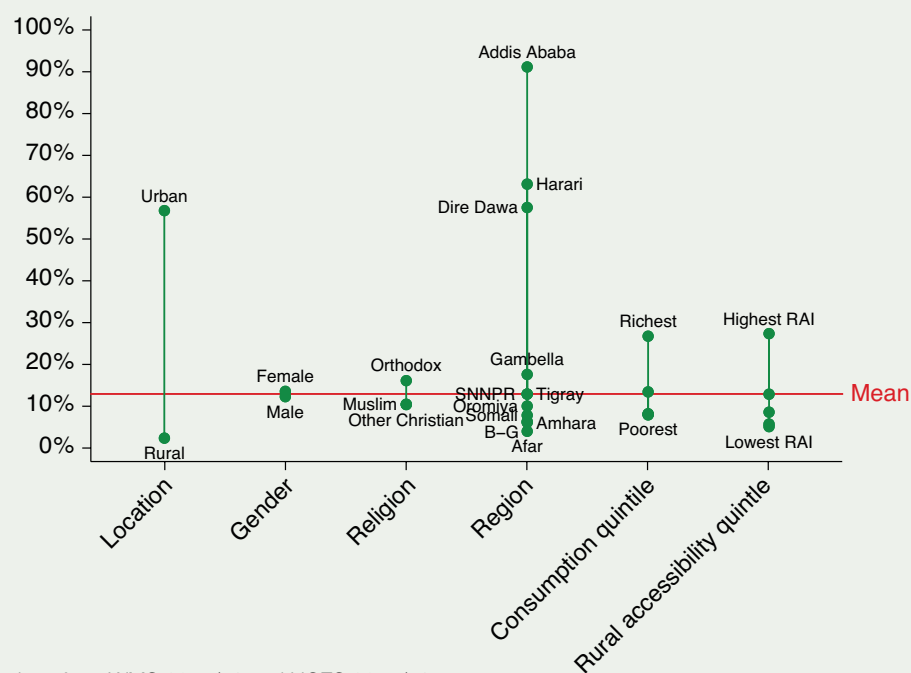 100%
90%
80%
70%
60%
50%
40%
30%
20%
10%
0%
Urban
Rural
Female
Male
Orthodox
Muslim
Other Christian
Addis Ababa
Harari
Dire Dawa
Gambella
SNNPR
Tigray
Oromiya
Somali
Amhara
B–G
Afar
Richest
Poorest
Highest RAI
Lowest RAI
Mean
Location
Gender
Religion
Region
Consumption quintile
Rural accessibility quintle